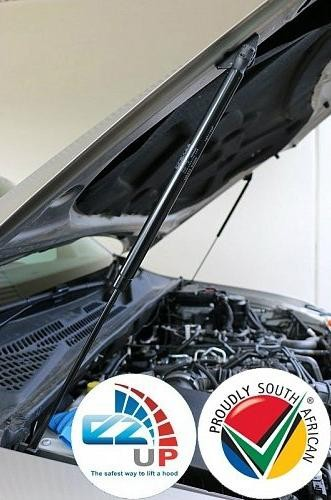 EZ
UP
The safest way to lift a hood
PROUDLY SOUTH AFRICAN
®